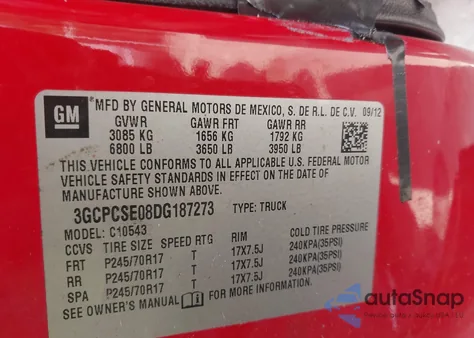 GM
*MFD BY GENERAL MOTORS DE MEXICO, S. DE R.L. DE C.V. 09/12
GVWR GAWR FRT GAWR RR
3085 KG 1656 KG 1792 KG
6800 LB 3650 LB 3950 LB
THIS VEHICLE CONFORMS TO ALL APPLICABLE U.S. FEDERAL MOTOR
VEHICLE SAFETY STANDARDS IN EFFECT ON THE DATE OF
MANUFACTURE SHOWN ABOVE.
3GCPCSE08DG187273 TYPE: TRUCK
MODEL: C10543
CCVS TIRE SIZE SPEED RTG RIM COLD TIRE PRESSURE
FRT P245/70R17 T 17X7.5J 240KPA(35PSI)
RR P245/70R17 T 17X7.5J 240KPA(35PSI)
SPA P245/70R17 T 17X7.5J 240KPA(35PSI)
SEE OWNER'S MANUAL FOR MORE INFORMATION.
autoSnap